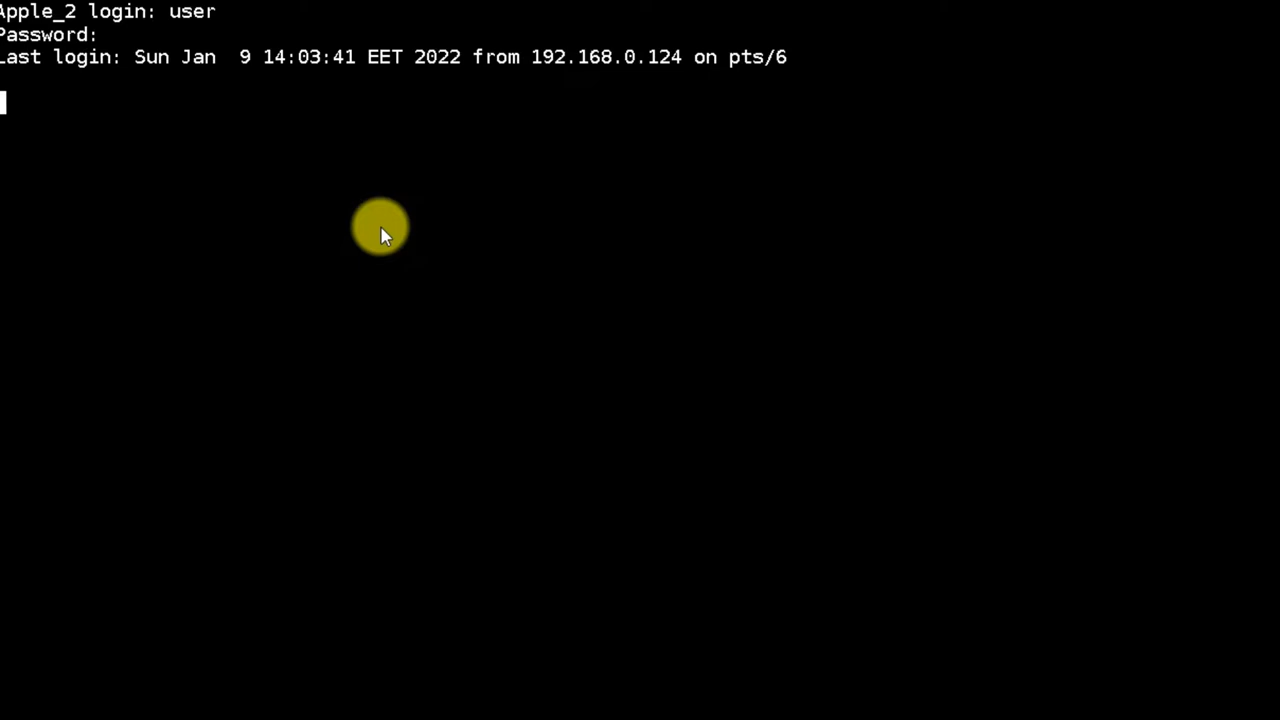 Apple_2 login: user
Password:
Last login: Sun Jan  9 14:03:41 EET 2022 from 192.168.0.124 on pts/6